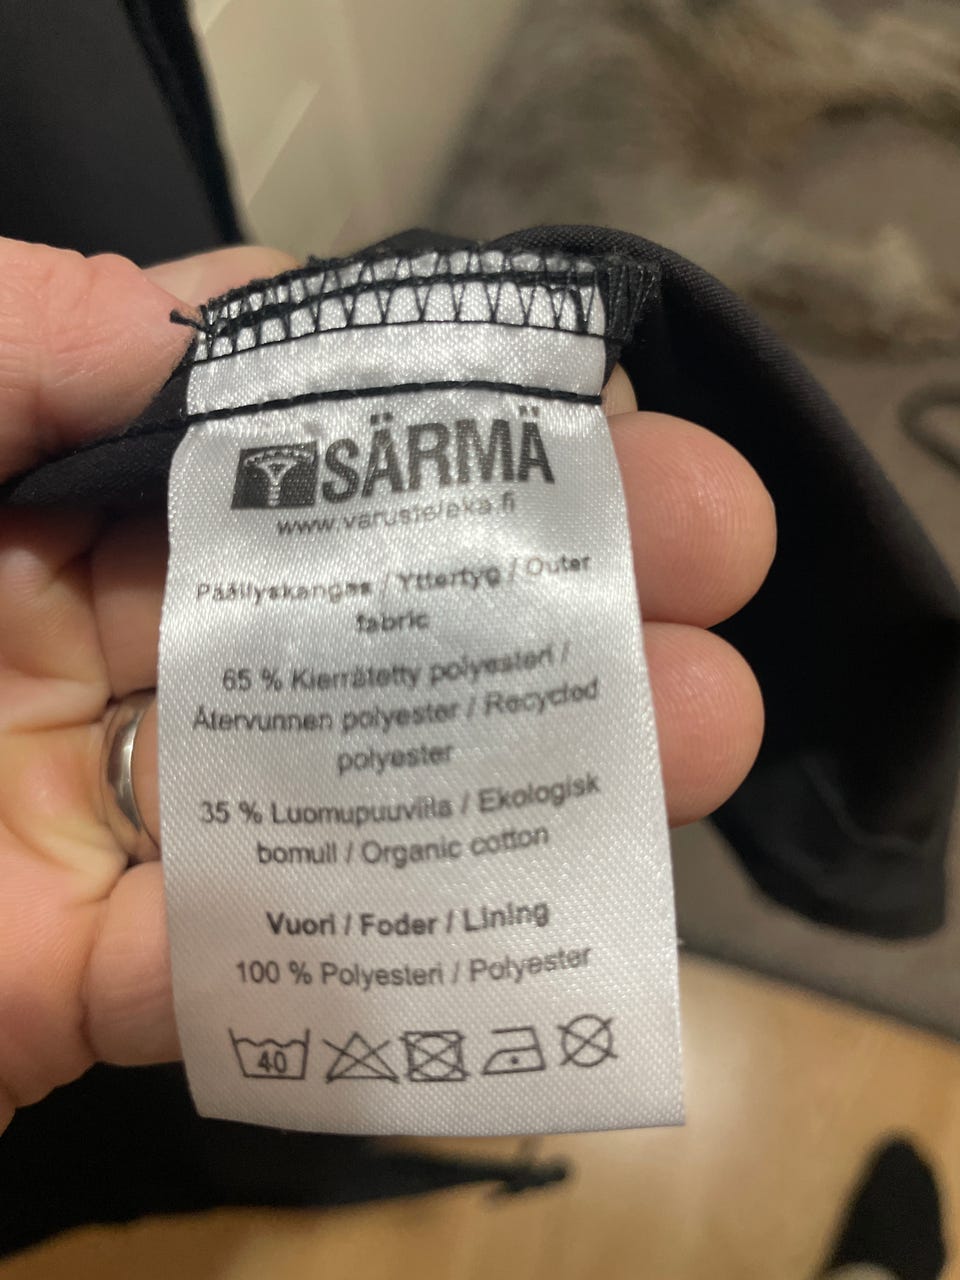 SÄRMÄ
www.varusteleka.fi
Päällyskangas / Yttertyg / Outer
fabric
65 % Kierrätetty polyesteri /
Återvunnen polyester / Recycled
polyester
35 % Luomupuuvilla / Ekologisk
bomull / Organic cotton
Vuori / Foder / Lining
100 % Polyesteri / Polyester
40